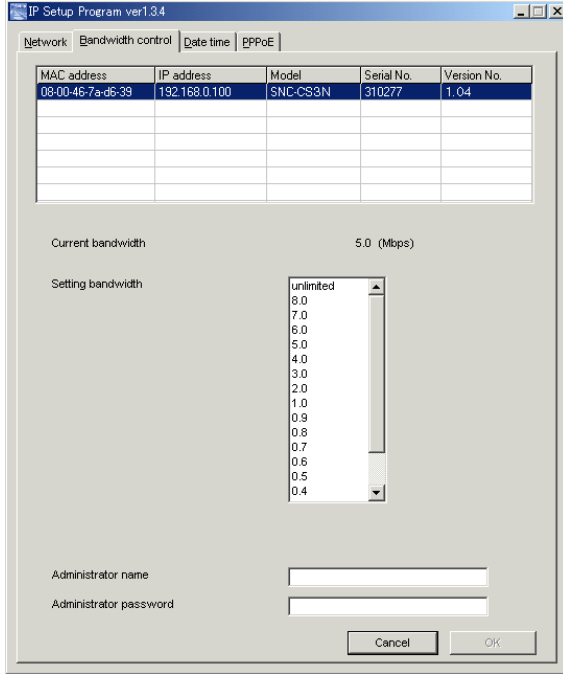 IP Setup Program ver1.3.4
Network Bandwidth control Date time PPPoE
MAC address IP address Model Serial No. Version No.
08-00-46-7a-d6-39 192.168.0.100 SNC-CS3N 310277 1.04
Current bandwidth 5.0 (Mbps)
Setting bandwidth
unlimited
8.0
7.0
6.0
5.0
4.0
3.0
2.0
1.0
0.9
0.8
0.7
0.6
0.5
0.4
Administrator name
Administrator password
Cancel OK